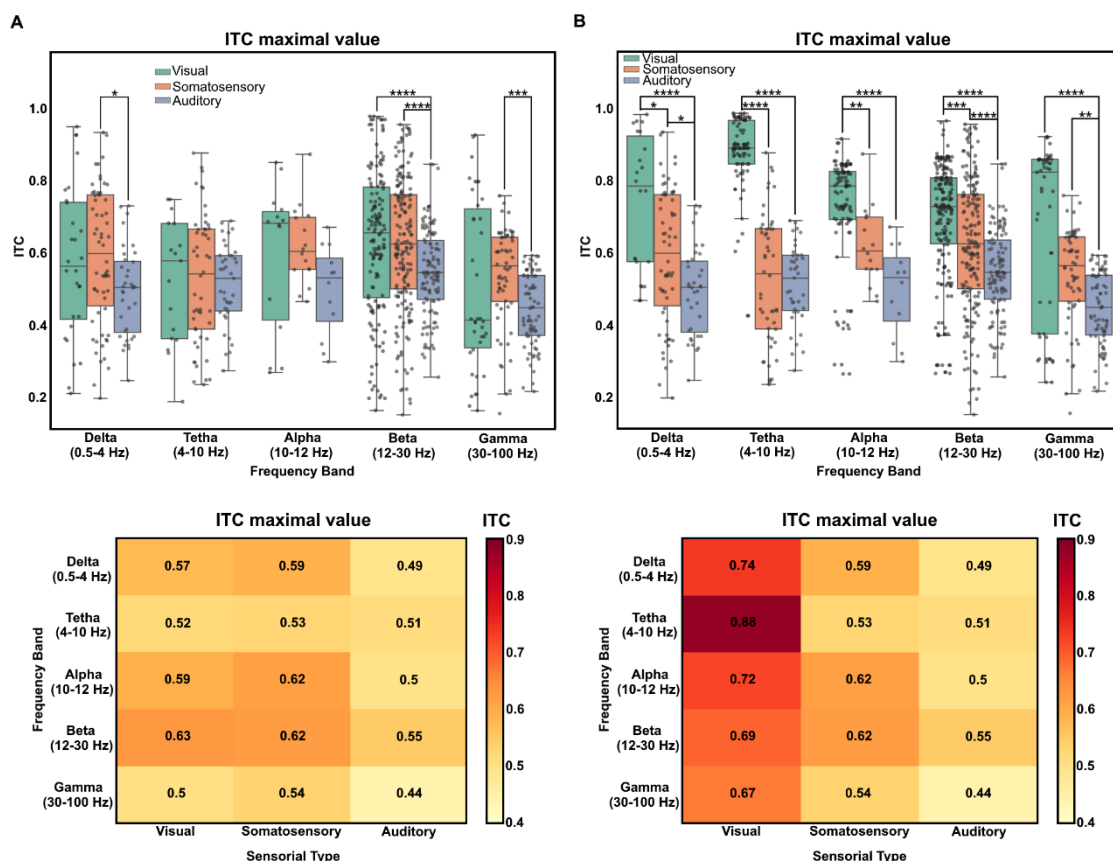 A
ITC maximal value
Visual
Somatosensory
Auditory
*
****
****
***
1.0
0.8
0.6
0.4
0.2
ITC
Delta
(0.5-4 Hz)
Tetha
(4-10 Hz)
Alpha
(10-12 Hz)
Beta
(12-30 Hz)
Gamma
(30-100 Hz)
Frequency Band
B
ITC maximal value
Visual
Somatosensory
Auditory
****
*
*
****
****
****
**
****
***
****
****
**
1.0
0.8
0.6
0.4
0.2
ITC
Delta
(0.5-4 Hz)
Tetha
(4-10 Hz)
Alpha
(10-12 Hz)
Beta
(12-30 Hz)
Gamma
(30-100 Hz)
Frequency Band
ITC maximal value
ITC
Frequency Band
Delta
(0.5-4 Hz)
0.57 0.59 0.49
Tetha
(4-10 Hz)
0.52 0.53 0.51
Alpha
(10-12 Hz)
0.59 0.62 0.5
Beta
(12-30 Hz)
0.63 0.62 0.55
Gamma
(30-100 Hz)
0.5 0.54 0.44
Visual Somatosensory Auditory
Sensorial Type
0.9
0.8
0.7
0.6
0.5
0.4
ITC maximal value
ITC
Frequency Band
Delta
(0.5-4 Hz)
0.74 0.59 0.49
Tetha
(4-10 Hz)
0.88 0.53 0.51
Alpha
(10-12 Hz)
0.72 0.62 0.5
Beta
(12-30 Hz)
0.69 0.62 0.55
Gamma
(30-100 Hz)
0.67 0.54 0.44
Visual Somatosensory Auditory
Sensorial Type
0.9
0.8
0.7
0.6
0.5
0.4